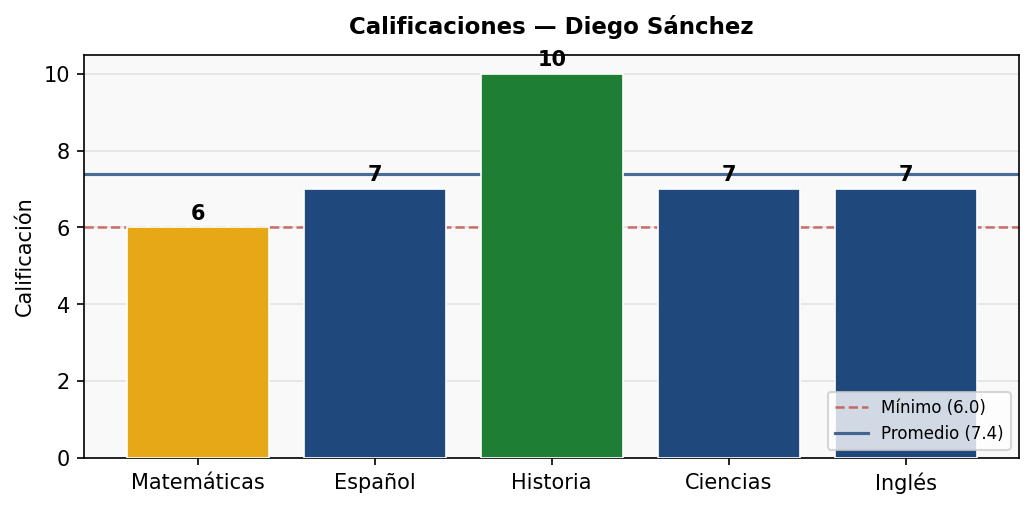 Calificaciones — Diego Sánchez
Calificación
10
8
6
4
2
0
6
7
10
7
7
Matemáticas
Español
Historia
Ciencias
Inglés
Mínimo (6.0)
Promedio (7.4)